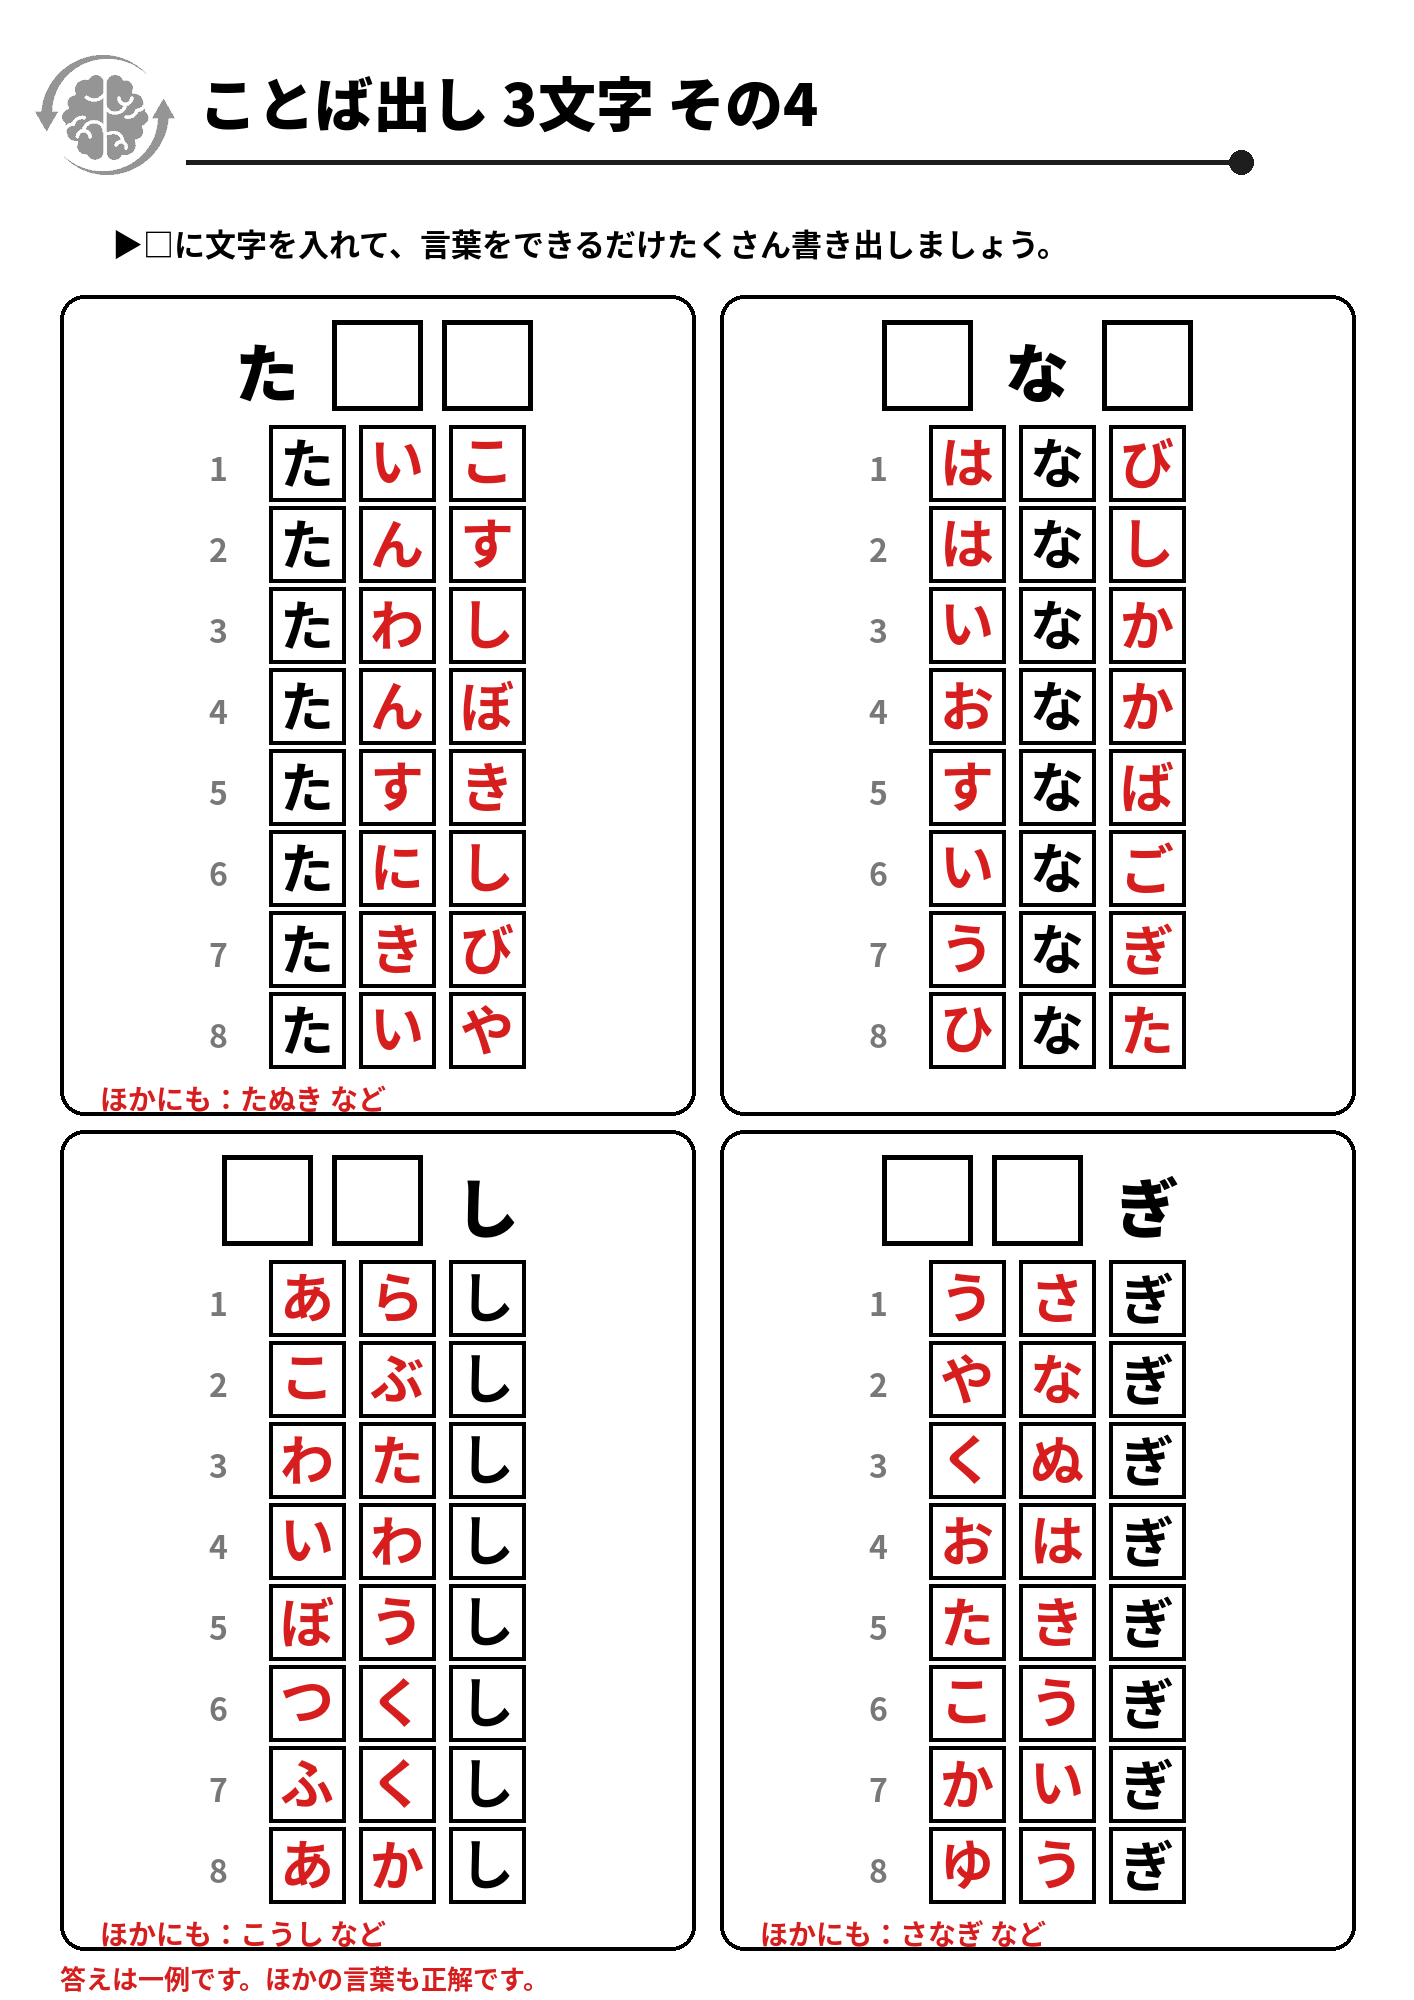 ことば出し 3文字 その4
▶□に文字を入れて、言葉をできるだけたくさん書き出しましょう。
た□□
1 たいこ
2 たんす
3 たわし
4 たんぼ
5 たすき
6 たにし
7 たきび
8 たいや
ほかにも：たぬき など
□な□
1 はなび
2 はなし
3 いなか
4 おなか
5 すなば
6 いなご
7 うなぎ
8 ひなた
□□し
1 あらし
2 こぶし
3 わたし
4 いわし
5 ぼうし
6 つくし
7 ふくし
8 あかし
ほかにも：こうし など
□□ぎ
1 うさぎ
2 やなぎ
3 くぬぎ
4 おはぎ
5 たきぎ
6 こうぎ
7 かいぎ
8 ゆうぎ
ほかにも：さなぎ など
答えは一例です。ほかの言葉も正解です。